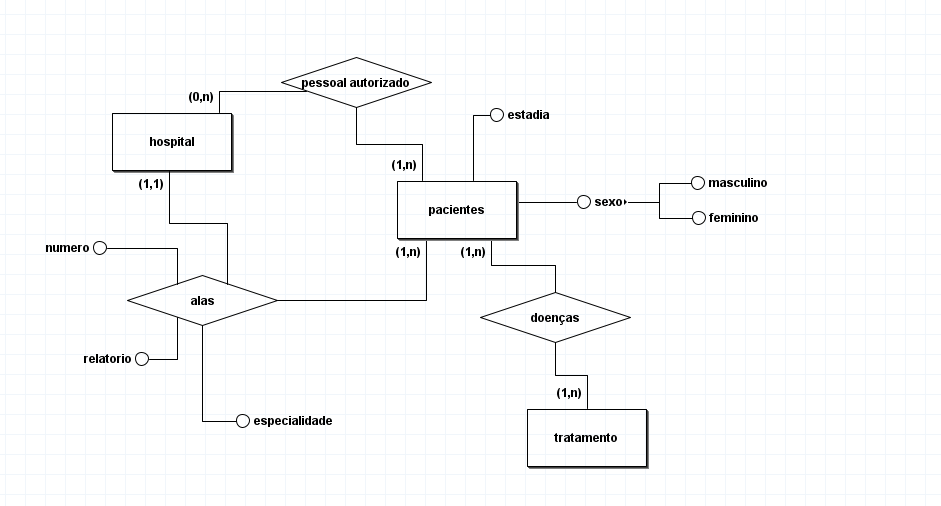 pessoal autorizado
(0,n)
estadia
hospital
(1,n)
(1,1)
masculino
sexo
pacientes
feminino
numero
(1,n)
(1,n)
alas
doenças
relatorio
(1,n)
especialidade
tratamento